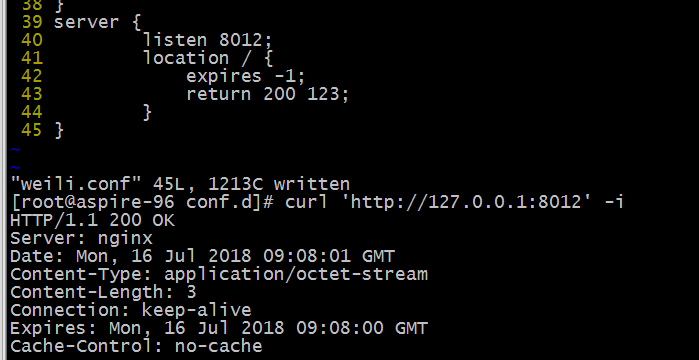 38 }
39 server {
40 listen 8012;
41 location / {
42 expires -1;
43 return 200 123;
44 }
45 }
~
~
"weili.conf" 45L, 1213C written
[root@aspire-96 conf.d]# curl 'http://127.0.0.1:8012' -i
HTTP/1.1 200 OK
Server: nginx
Date: Mon, 16 Jul 2018 09:08:01 GMT
Content-Type: application/octet-stream
Content-Length: 3
Connection: keep-alive
Expires: Mon, 16 Jul 2018 09:08:00 GMT
Cache-Control: no-cache